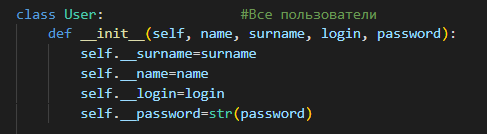 class User: #Все пользователи
def __init__(self, name, surname, login, password):
self.__surname=surname
self.__name=name
self.__login=login
self.__password=str(password)